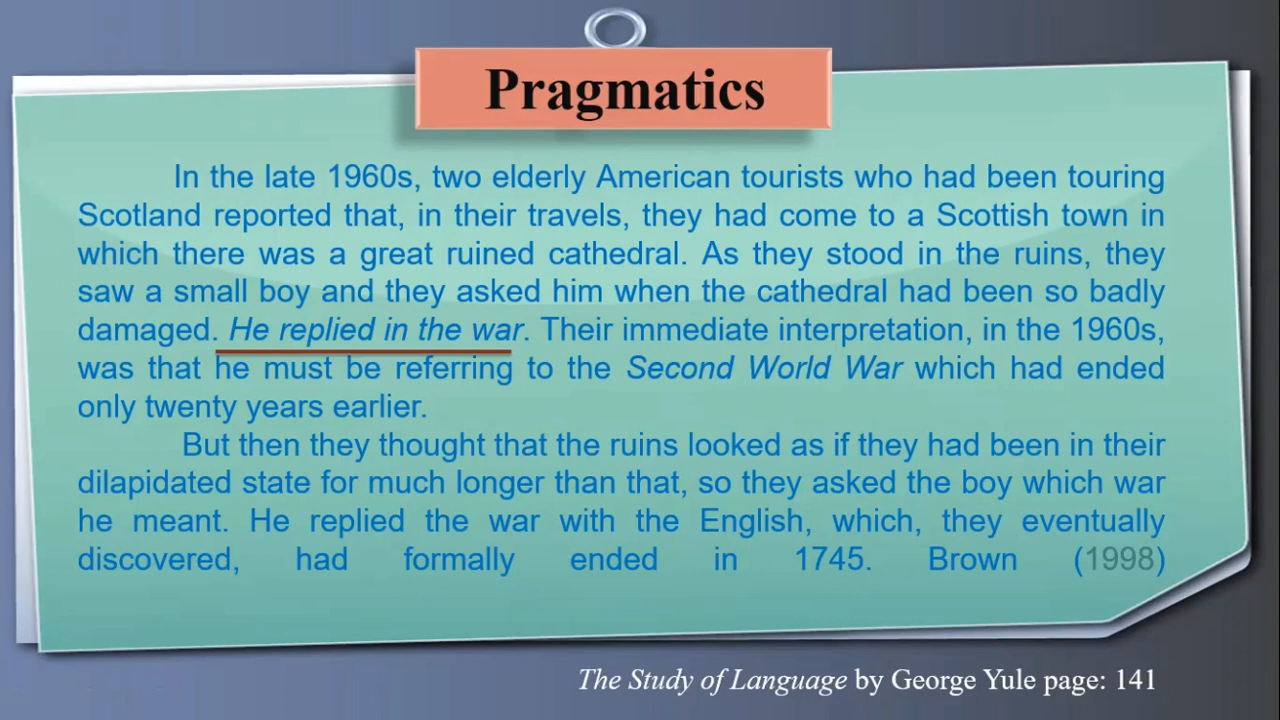 Pragmatics
In the late 1960s, two elderly American tourists who had been touring
Scotland reported that, in their travels, they had come to a Scottish town in
which there was a great ruined cathedral. As they stood in the ruins, they
saw a small boy and they asked him when the cathedral had been so badly
damaged. He replied in the war. Their immediate interpretation, in the 1960s,
was that he must be referring to the Second World War which had ended
only twenty years earlier.
But then they thought that the ruins looked as if they had been in their
dilapidated state for much longer than that, so they asked the boy which war
he meant. He replied the war with the English, which, they eventually
discovered, had formally ended in 1745. Brown (1998)
The Study of Language by George Yule page: 141